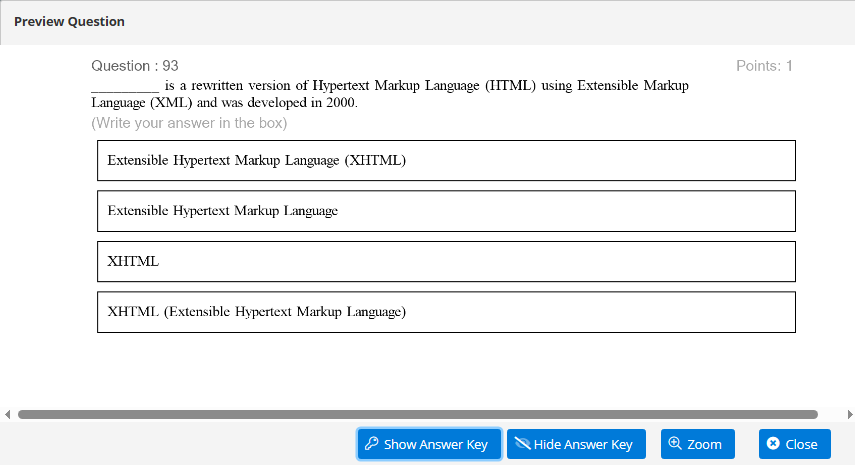 Preview Question
Question : 93
Points: 1
_________ is a rewritten version of Hypertext Markup Language (HTML) using Extensible Markup
Language (XML) and was developed in 2000.
(Write your answer in the box)
Extensible Hypertext Markup Language (XHTML)
Extensible Hypertext Markup Language
XHTML
XHTML (Extensible Hypertext Markup Language)
Show Answer Key
Hide Answer Key
Zoom
Close